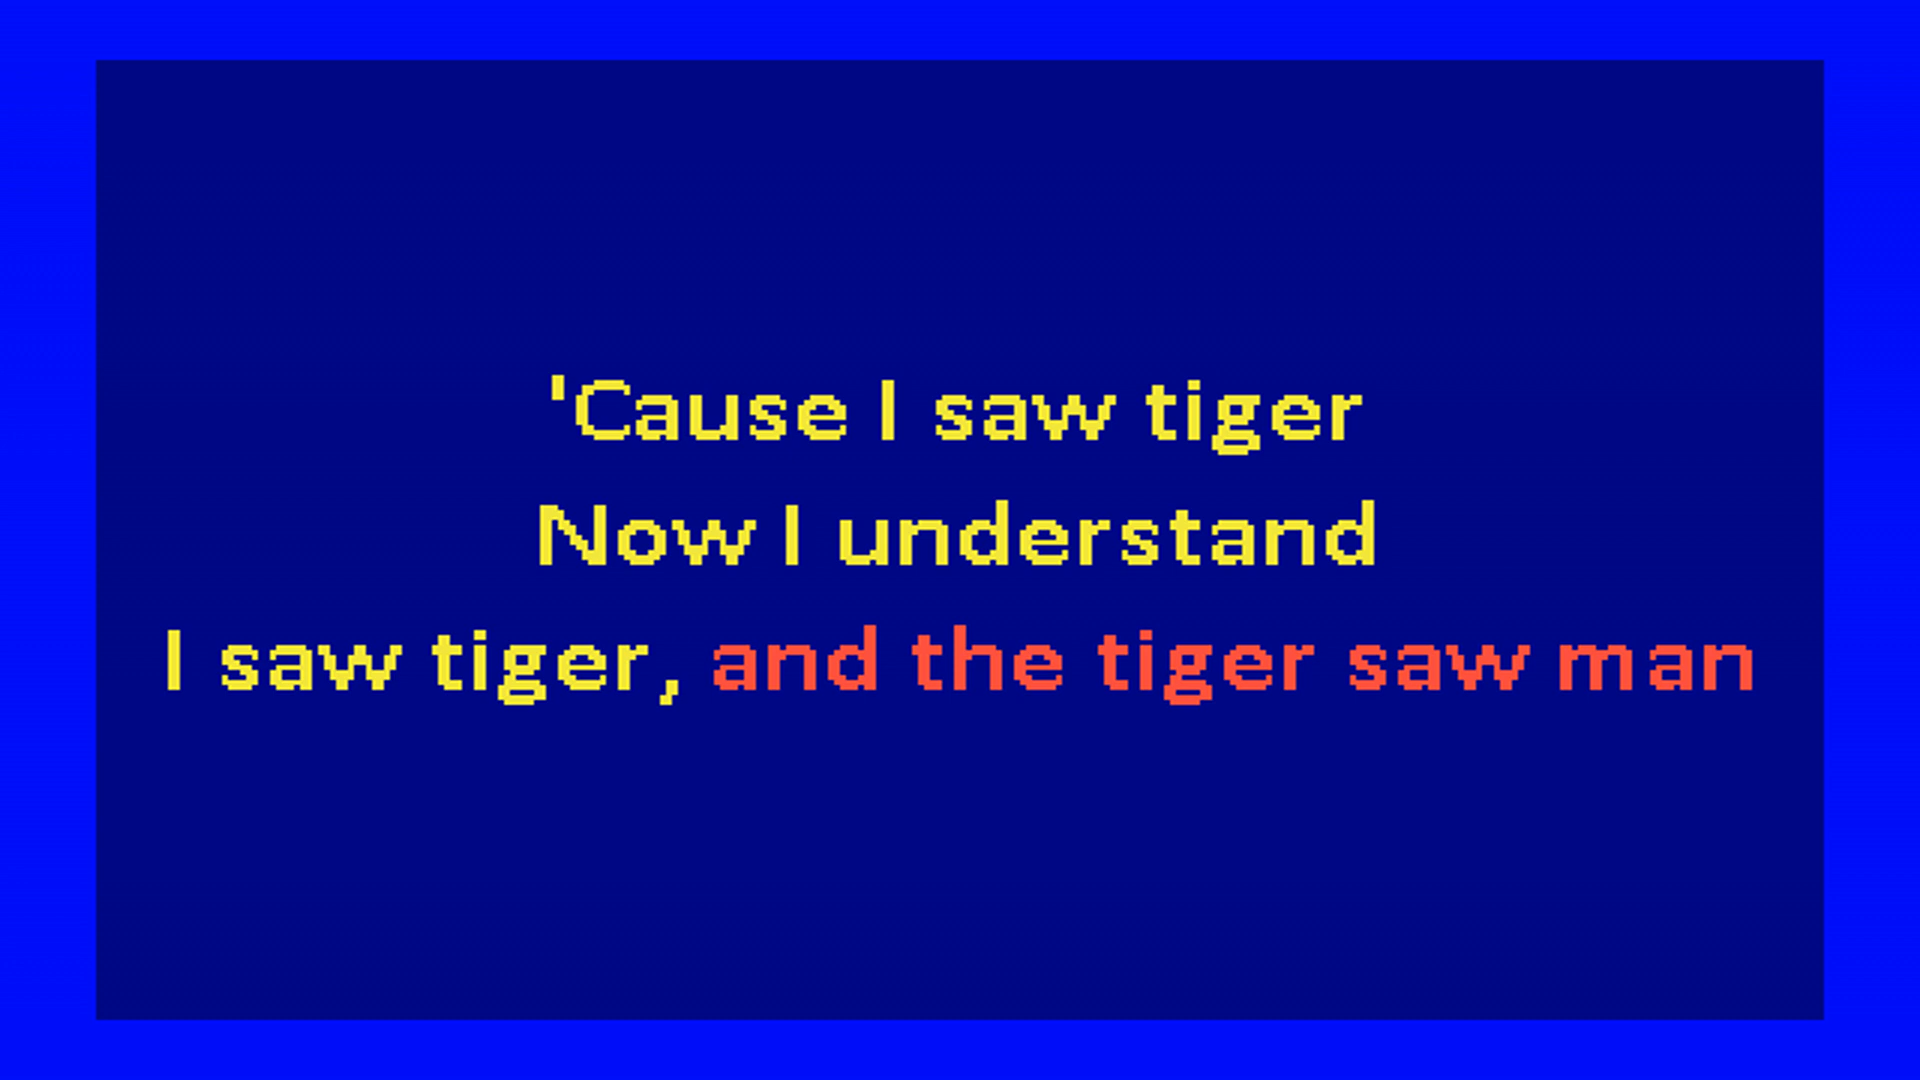 'Cause I saw tiger
Now I understand
I saw tiger, and the tiger saw man